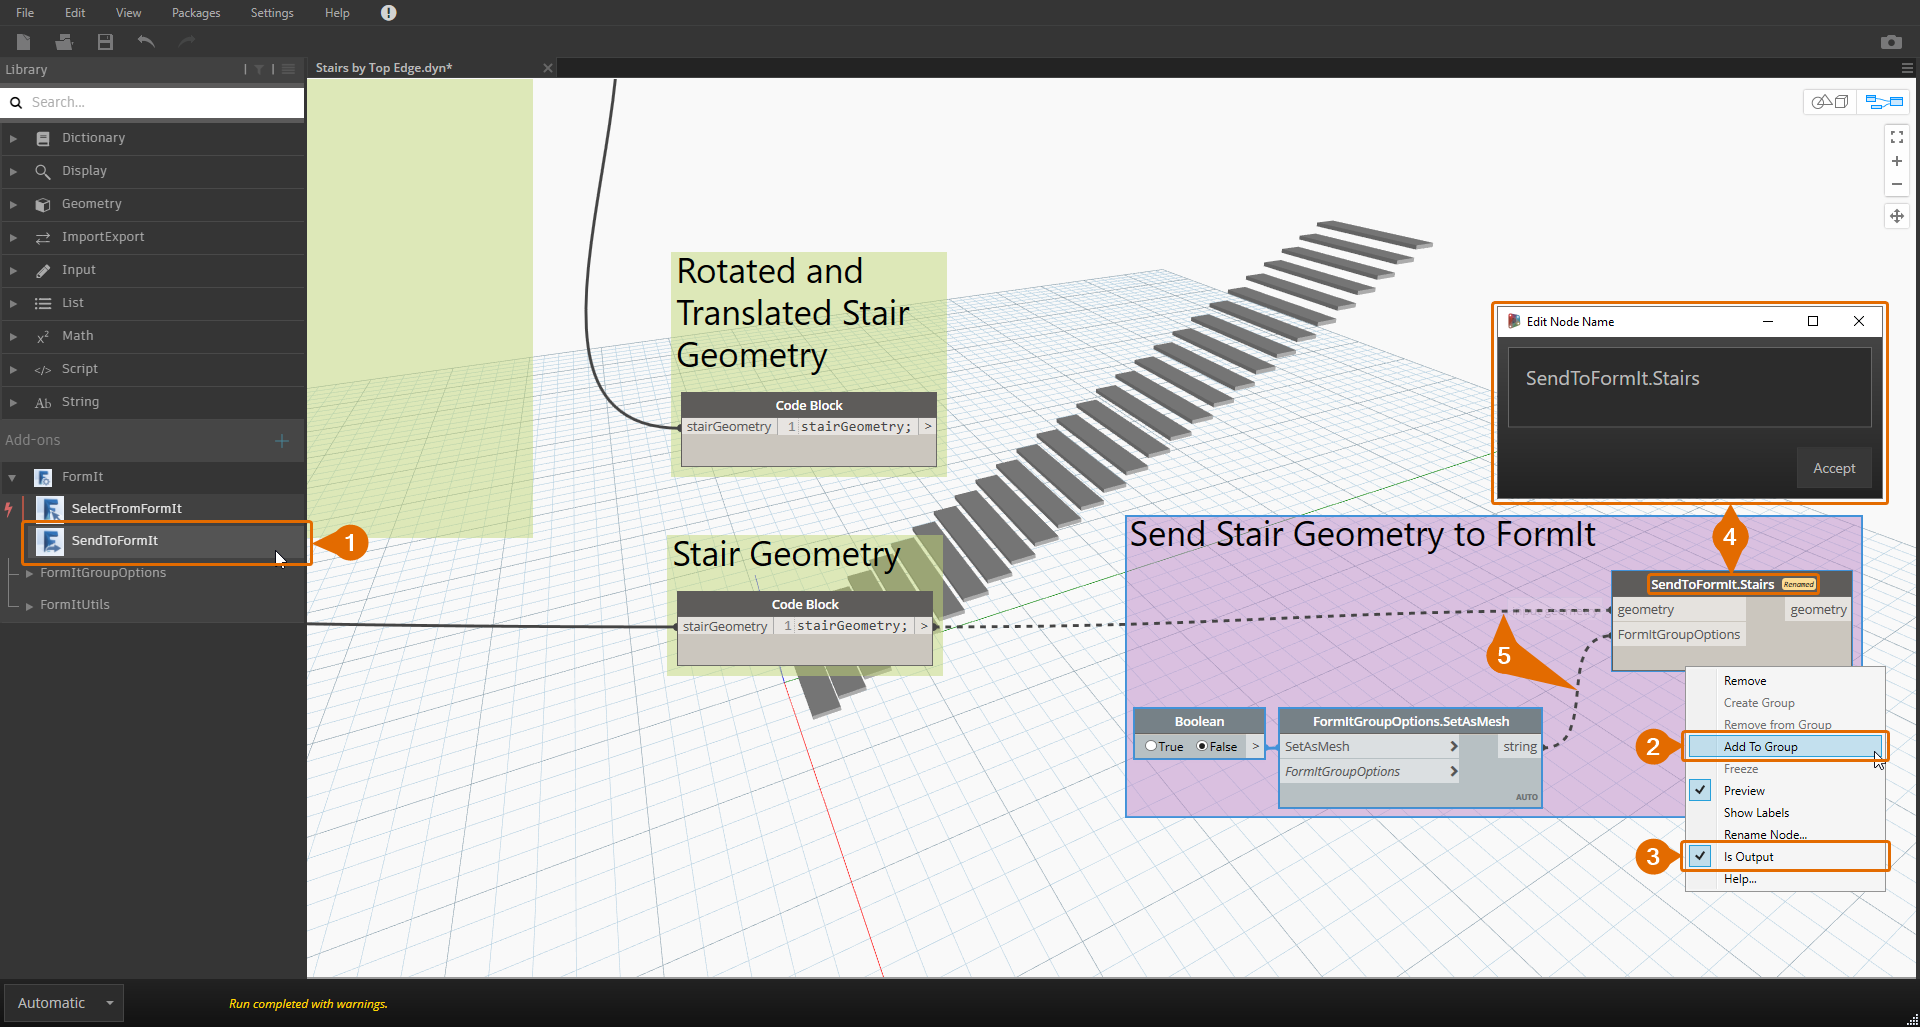 File Edit View Packages Settings Help
Library
Stairs by Top Edge.dyn*
Search...
Dictionary
Display
Geometry
ImportExport
Input
List
Math
Script
String
Add-ons
FormIt
SelectFromFormIt
SendToFormIt
FormItGroupOptions
FormItUtils
1
Rotated and
Translated Stair
Geometry
Code Block
stairGeometry 1 stairGeometry; >
Stair Geometry
Code Block
stairGeometry 1 stairGeometry; >
Edit Node Name
SendToFormIt.Stairs
Accept
4
Send Stair Geometry to FormIt
SendToFormIt.Stairs Renamed
geometry geometry
FormItGroupOptions
5
Boolean
True False >
FormItGroupOptions.SetAsMesh
SetAsMesh > string
FormItGroupOptions >
AUTO
Remove
Create Group
Remove from Group
2
Add To Group
Freeze
Preview
Show Labels
Rename Node...
3
Is Output
Help...
Automatic
Run completed with warnings.